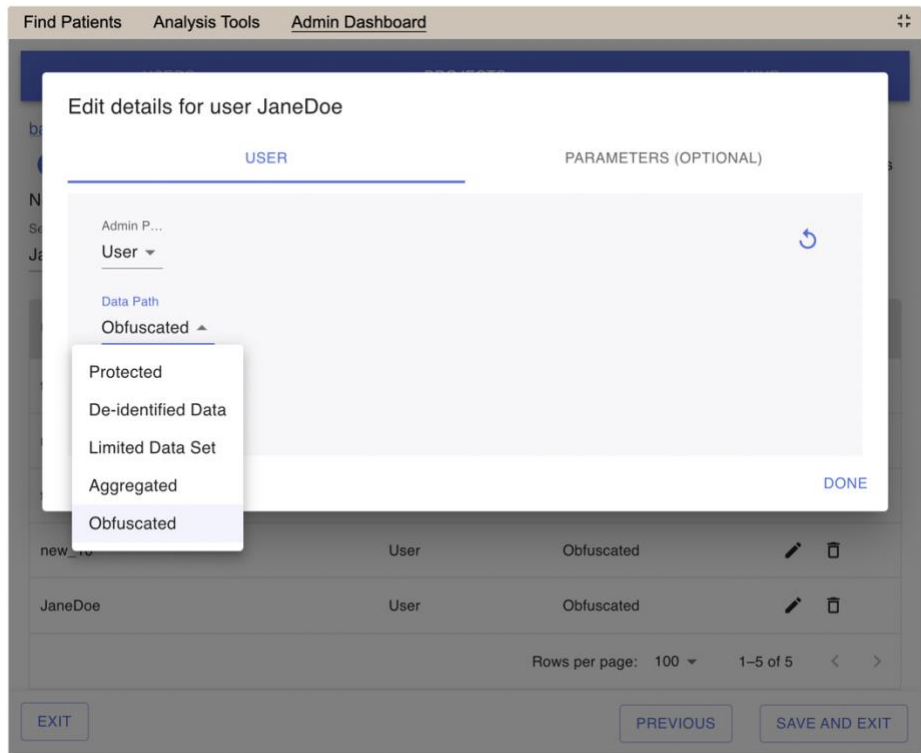 Find Patients Analysis Tools Admin Dashboard
Edit details for user JaneDoe
USER PARAMETERS (OPTIONAL)
Admin P...
User
Data Path
Obfuscated
Protected
De-identified Data
Limited Data Set
Aggregated
Obfuscated
DONE
User Obfuscated
JaneDoe User Obfuscated
Rows per page: 100 1–5 of 5
EXIT PREVIOUS SAVE AND EXIT